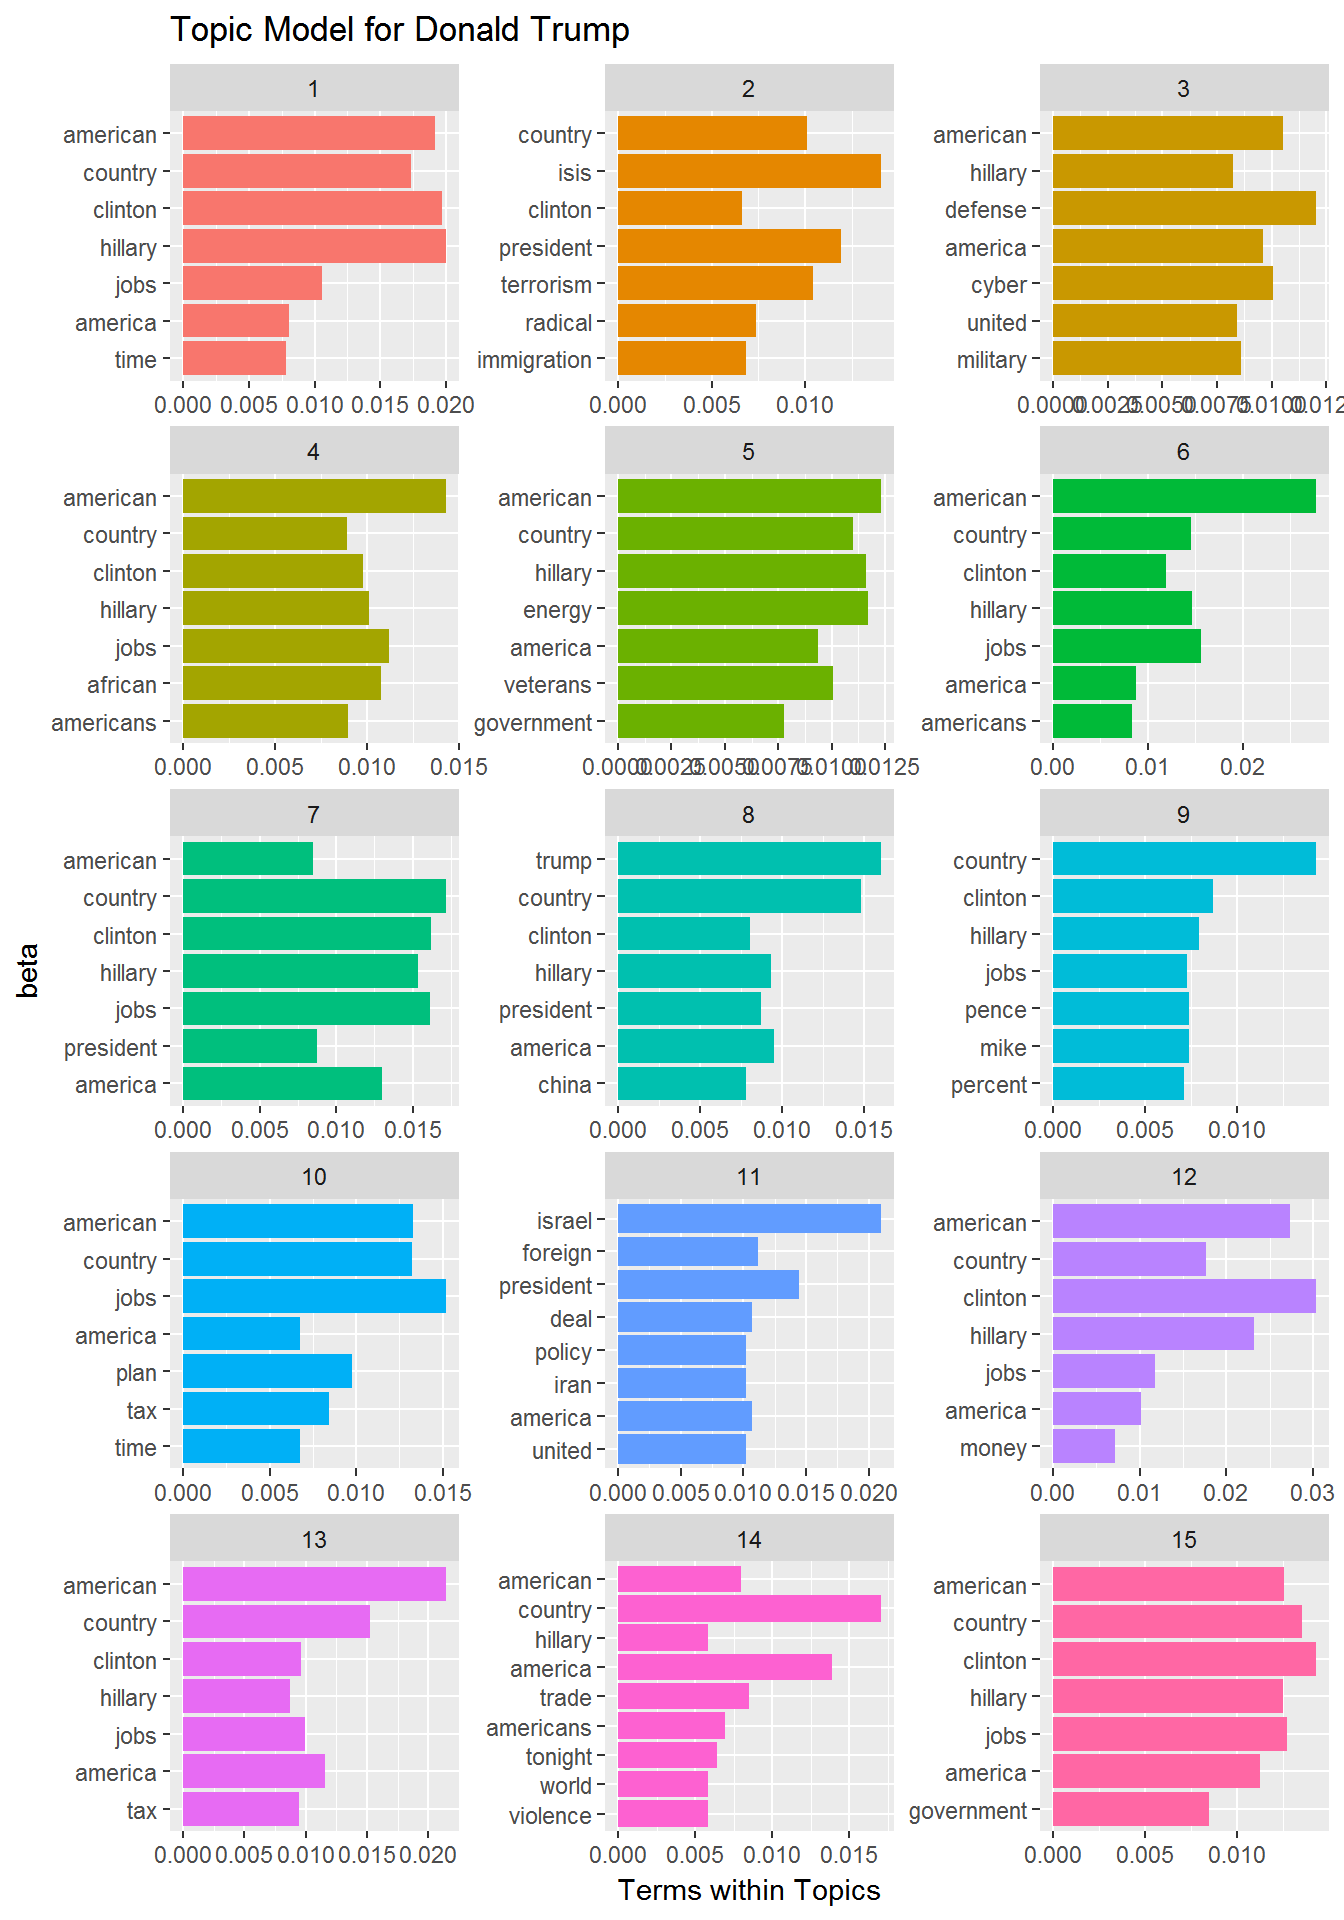 Topic Model for Donald Trump
1
american
country
clinton
hillary
jobs
america
time
0.000 0.005 0.010 0.015 0.020
2
country
isis
clinton
president
terrorism
radical
immigration
0.000 0.005 0.010
3
american
hillary
defense
america
cyber
united
military
0.0000 0.0025 0.0050 0.0075 0.0100 0.012
4
american
country
clinton
hillary
jobs
african
americans
0.000 0.005 0.010 0.015
5
american
country
hillary
energy
america
veterans
government
0.0000 0.0025 0.0050 0.0075 0.0100 0.0125
6
american
country
clinton
hillary
jobs
america
americans
0.00 0.01 0.02
beta
7
american
country
clinton
hillary
jobs
president
america
0.000 0.005 0.010 0.015
8
trump
country
clinton
hillary
president
america
china
0.000 0.005 0.010 0.015
9
country
clinton
hillary
jobs
pence
mike
percent
0.000 0.005 0.010
10
american
country
jobs
america
plan
tax
time
0.000 0.005 0.010 0.015
11
israel
foreign
president
deal
policy
iran
america
united
0.000 0.005 0.010 0.015 0.020
12
american
country
clinton
hillary
jobs
america
money
0.00 0.01 0.02 0.03
13
american
country
clinton
hillary
jobs
america
tax
0.000 0.005 0.010 0.015 0.020
14
american
country
hillary
america
trade
americans
tonight
world
violence
0.000 0.005 0.010 0.015
15
american
country
clinton
hillary
jobs
america
government
0.000 0.005 0.010
Terms within Topics